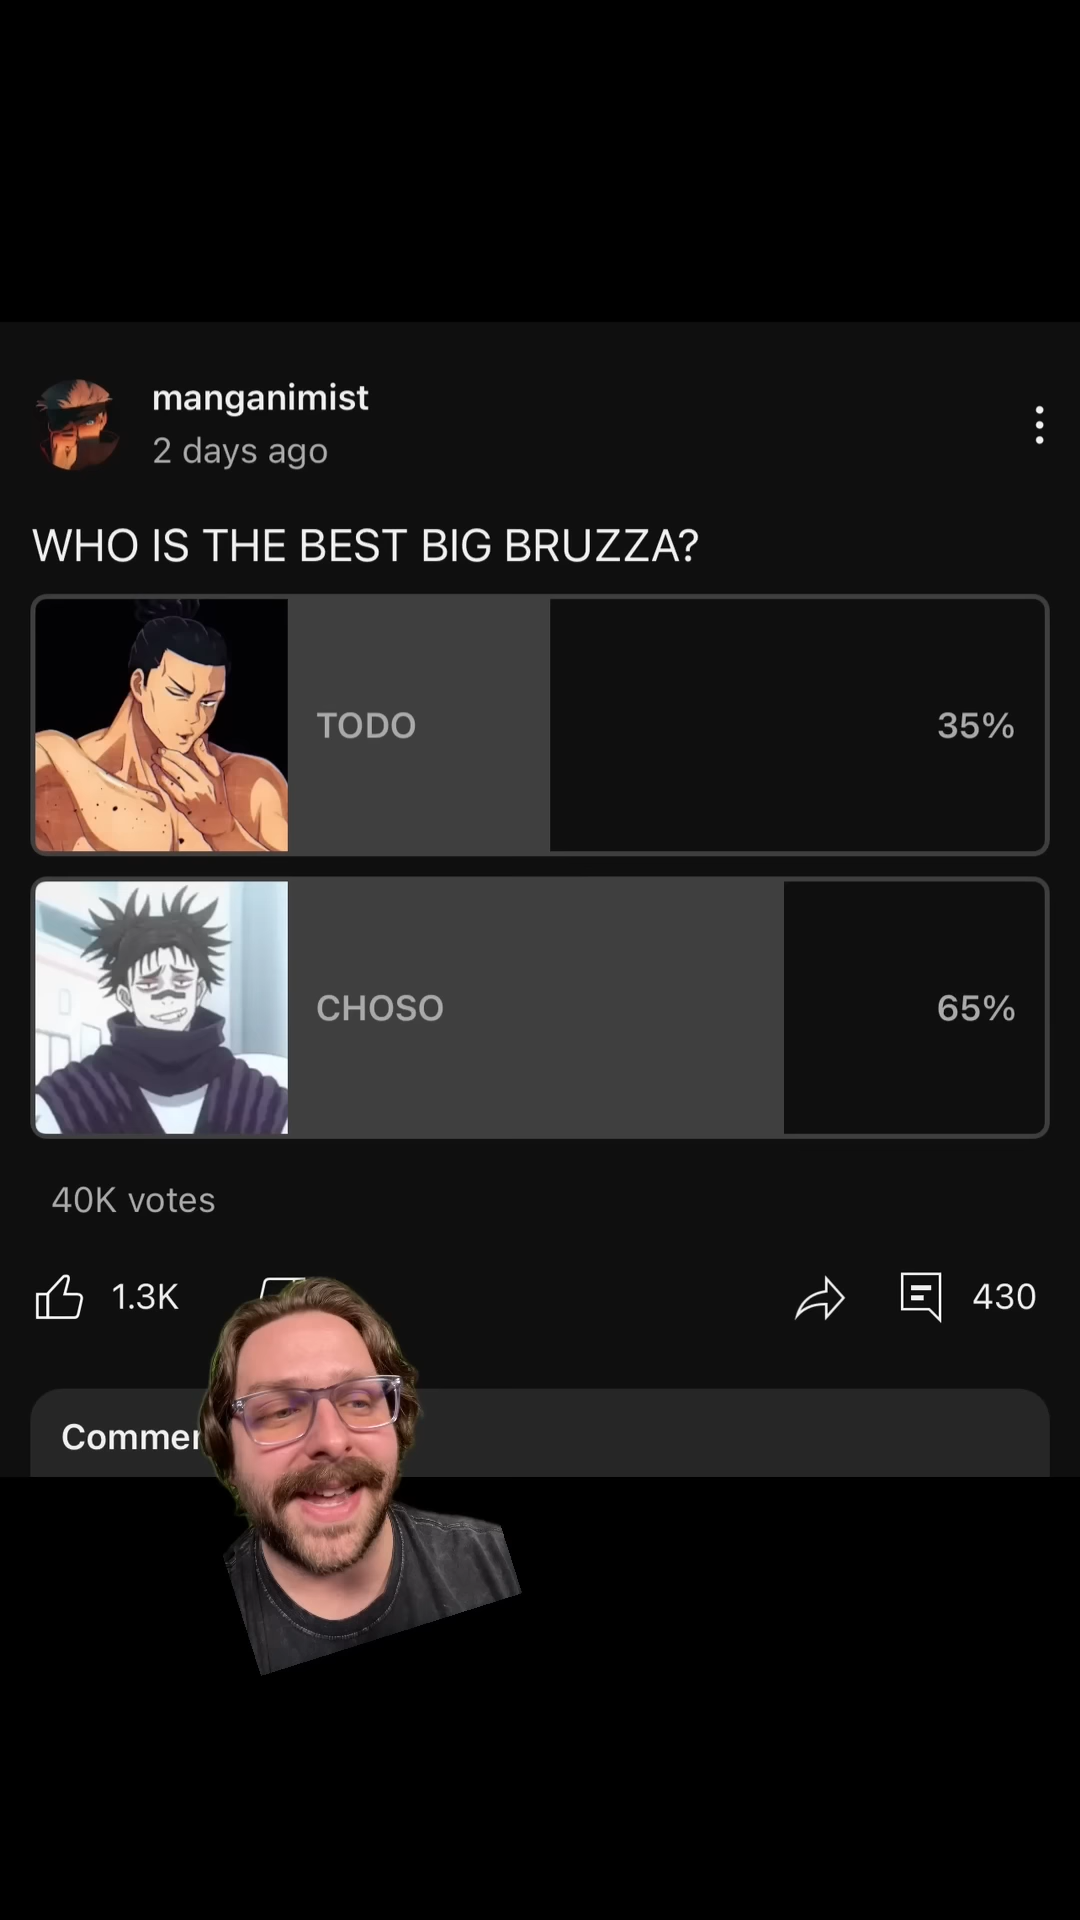 manganimist
2 days ago
WHO IS THE BEST BIG BRUZZA?
TODO
35%
CHOSO
65%
40K votes
1.3K
430
Commen